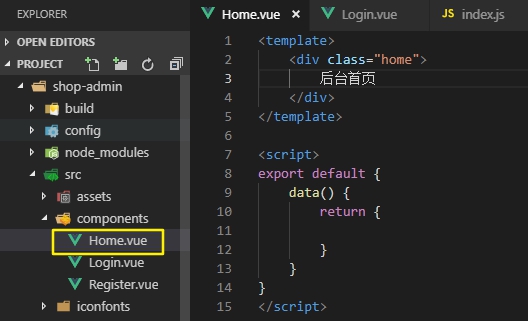 EXPLORER
OPEN EDITORS
PROJECT
shop-admin
build
config
node_modules
src
assets
components
Home.vue
Login.vue
Register.vue
iconfonts
Home.vue × Login.vue JS index.js
1 <template>
2 <div class="home">
3 后台首页
4 </div>
5 </template>
6
7 <script>
8 export default {
9 data() {
10 return {
11
12 }
13 }
14 }
15 </script>